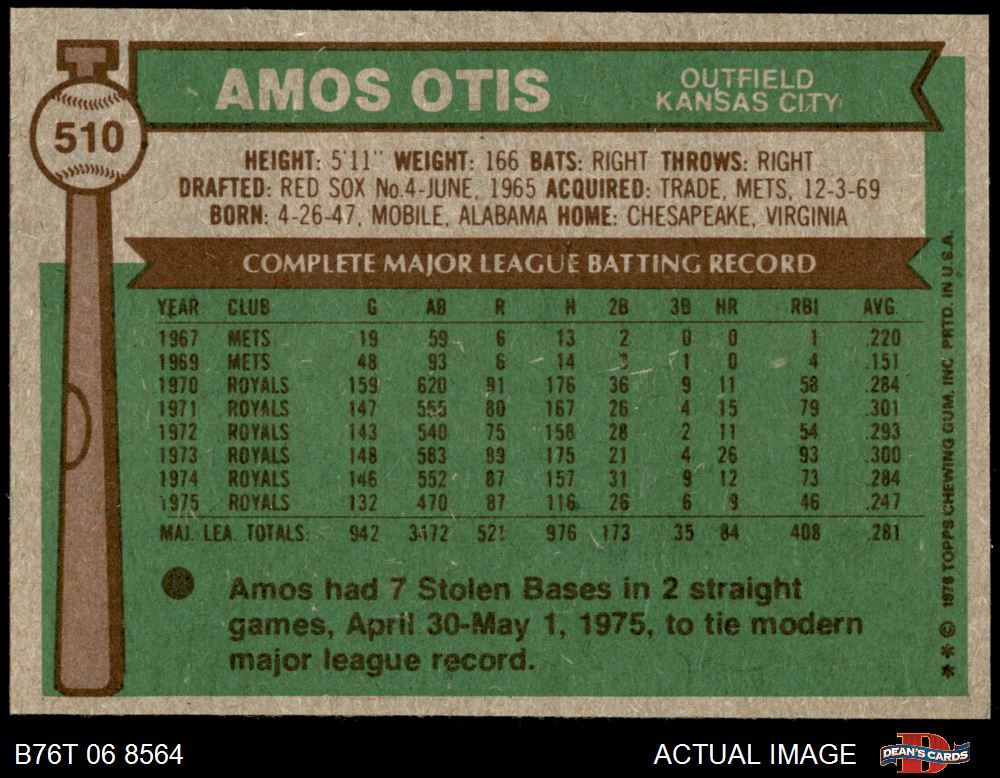 AMOS OTIS
OUTFIELD
KANSAS CITY
510
HEIGHT: 5'11" WEIGHT: 166 BATS: RIGHT THROWS: RIGHT
DRAFTED: RED SOX No.4-JUNE, 1965 ACQUIRED: TRADE, METS, 12-3-69
BORN: 4-26-47, MOBILE, ALABAMA HOME: CHESAPEAKE, VIRGINIA
COMPLETE MAJOR LEAGUE BATTING RECORD
YEAR CLUB G AB R H 2B 3B HR RBI AVG.
1967 METS 19 59 6 13 2 0 0 1 .220
1969 METS 48 93 6 14 3 1 0 4 .151
1970 ROYALS 159 620 91 176 36 9 11 58 .284
1971 ROYALS 147 555 80 167 26 4 15 79 .301
1972 ROYALS 143 540 75 158 28 2 11 54 .293
1973 ROYALS 148 583 89 175 21 4 26 93 .300
1974 ROYALS 146 552 87 157 31 9 12 73 .284
1975 ROYALS 132 470 87 116 26 6 9 46 .247
MAJ. LEA. TOTALS: 942 3472 521 976 173 35 84 408 .281
Amos had 7 Stolen Bases in 2 straight
games, April 30-May 1, 1975, to tie modern
major league record.
** © 1976 TOPPS CHEWING GUM, INC. PRTD. IN U.S.A.
B76T 06 8564
ACTUAL IMAGE
DEAN'S CARDS